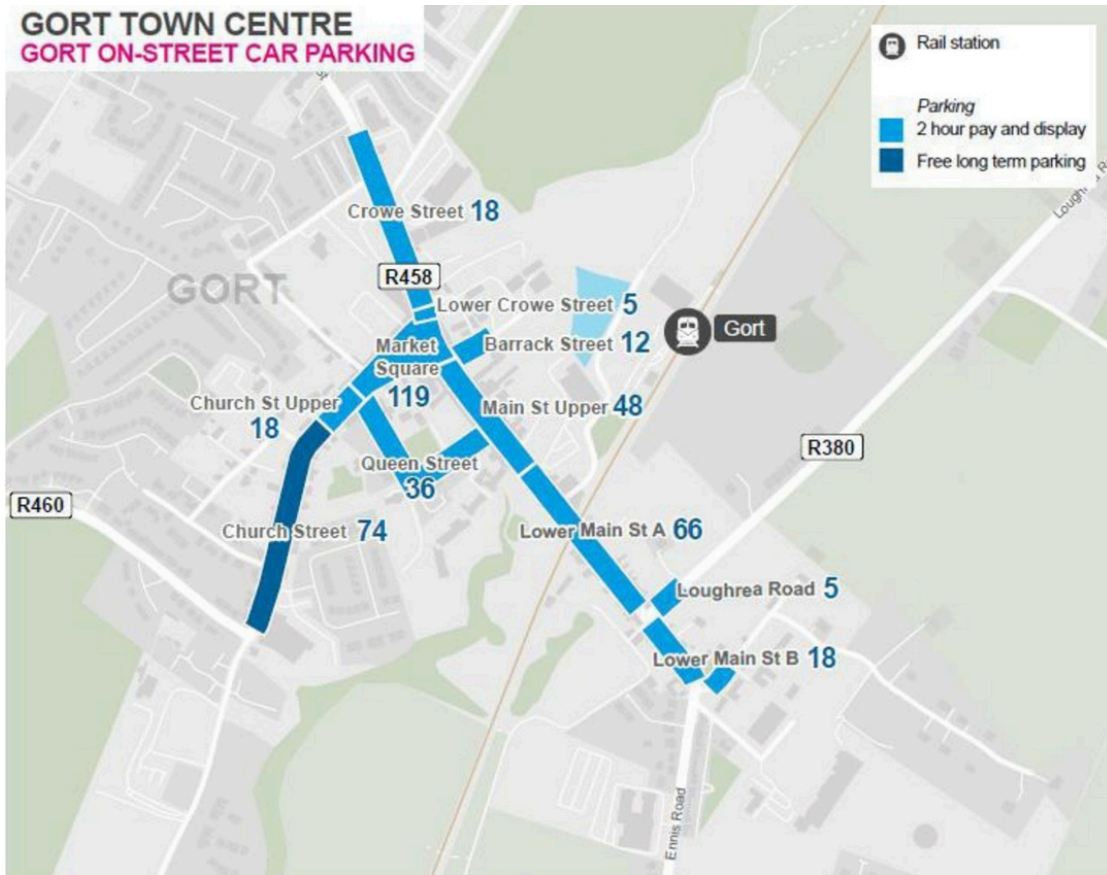 GORT TOWN CENTRE
GORT ON-STREET CAR PARKING
Rail station
Parking
2 hour pay and display
Free long term parking
St
Loughrea Ro
Crowe Street 18
R458
GORT
Lower Crowe Street 5
Gort
Market
Square
119
Barrack Street 12
Church St Upper
18
Main St Upper 48
R380
Queen Street
36
R460
Church Street 74
Lower Main St A 66
Loughrea Road 5
Lower Main St B 18
Ennis Road